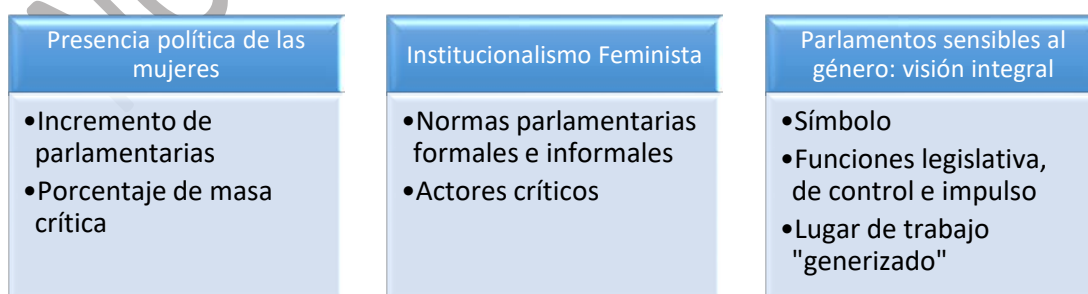 Presencia política de las
mujeres
•Incremento de
parlamentarias
•Porcentaje de masa
crítica
Institucionalismo Feminista
•Normas parlamentarias
formales e informales
•Actores críticos
Parlamentos sensibles al
género: visión integral
•Símbolo
•Funciones legislativa,
de control e impulso
•Lugar de trabajo
"generizado"